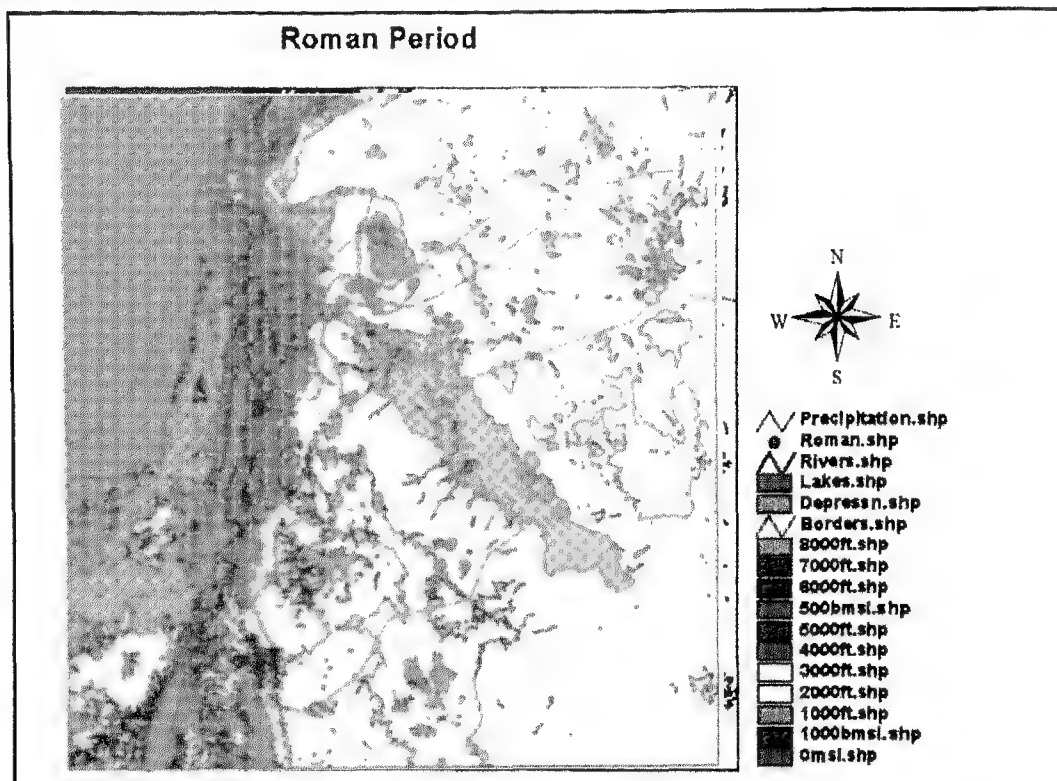 Roman Period
N
W E
S
Precipitation.shp
Roman.shp
Rivers.shp
Lakes.shp
Depressn.shp
Borders.shp
8000ft.shp
7000ft.shp
6000ft.shp
500bmsl.shp
5000ft.shp
4000ft.shp
3000ft.shp
2000ft.shp
1000ft.shp
1000bmsl.shp
0msl.shp